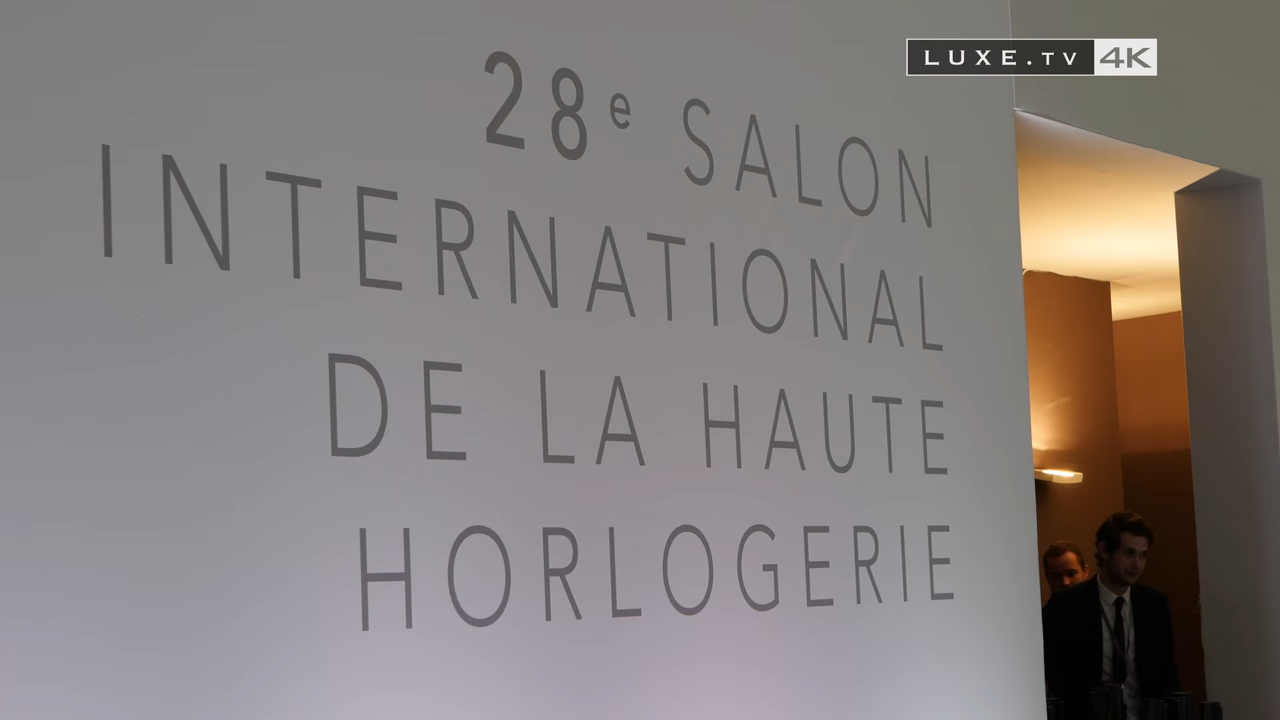 LUXE.TV 4K
28e SALON
INTERNATIONAL
DE LA HAUTE
HORLOGERIE